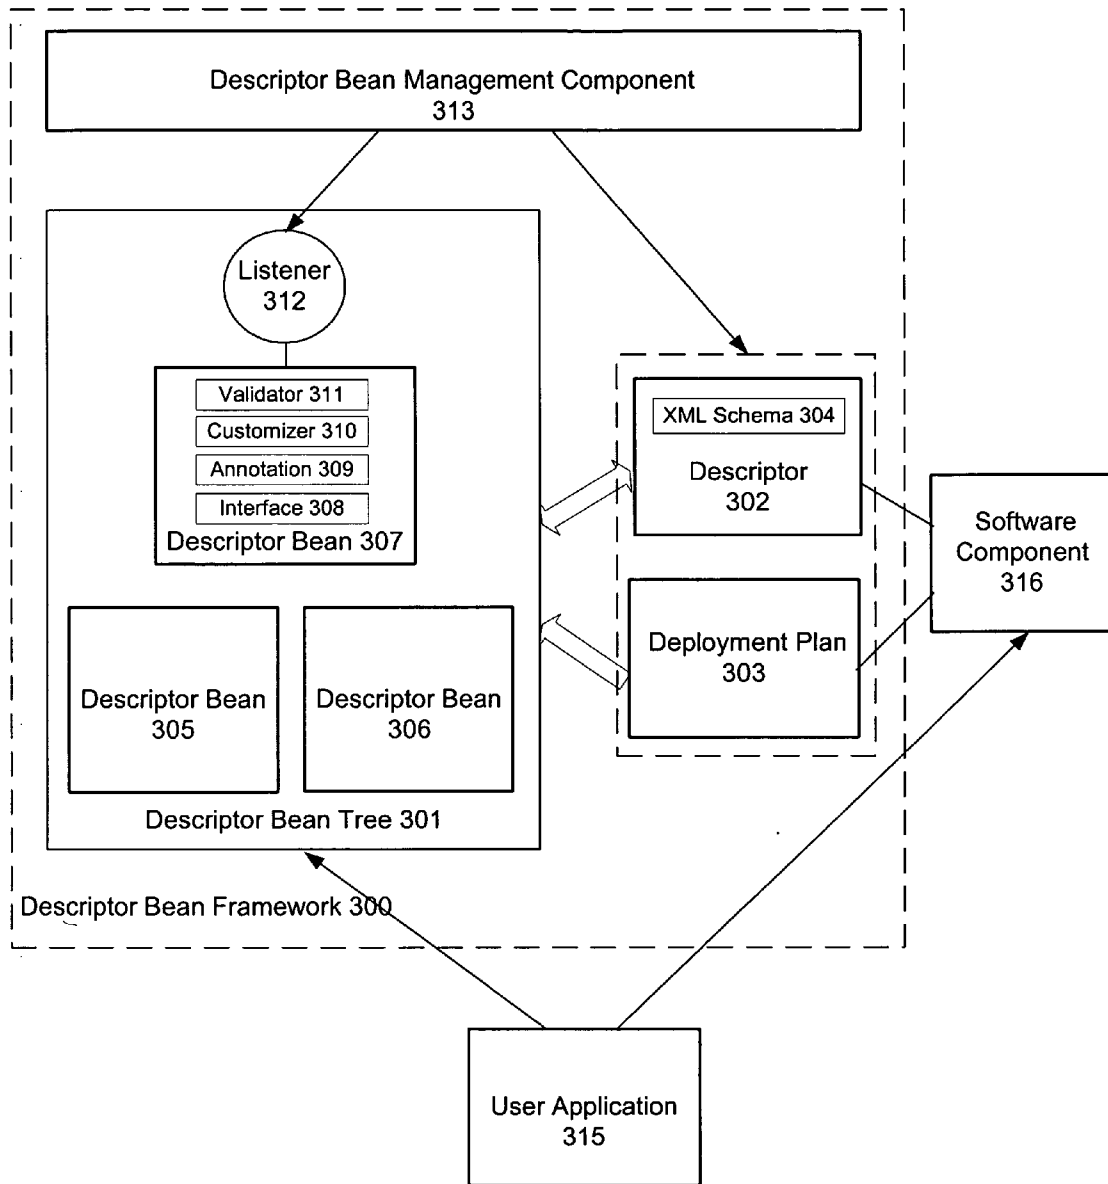 Descriptor Bean Management Component
313
Listener
312
Validator 311
Customizer 310
Annotation 309
Interface 308
Descriptor Bean 307
XML Schema 304
Descriptor
302
Software
Component
316
Deployment Plan
303
Descriptor Bean
305
Descriptor Bean
306
Descriptor Bean Tree 301
Descriptor Bean Framework 300
User Application
315